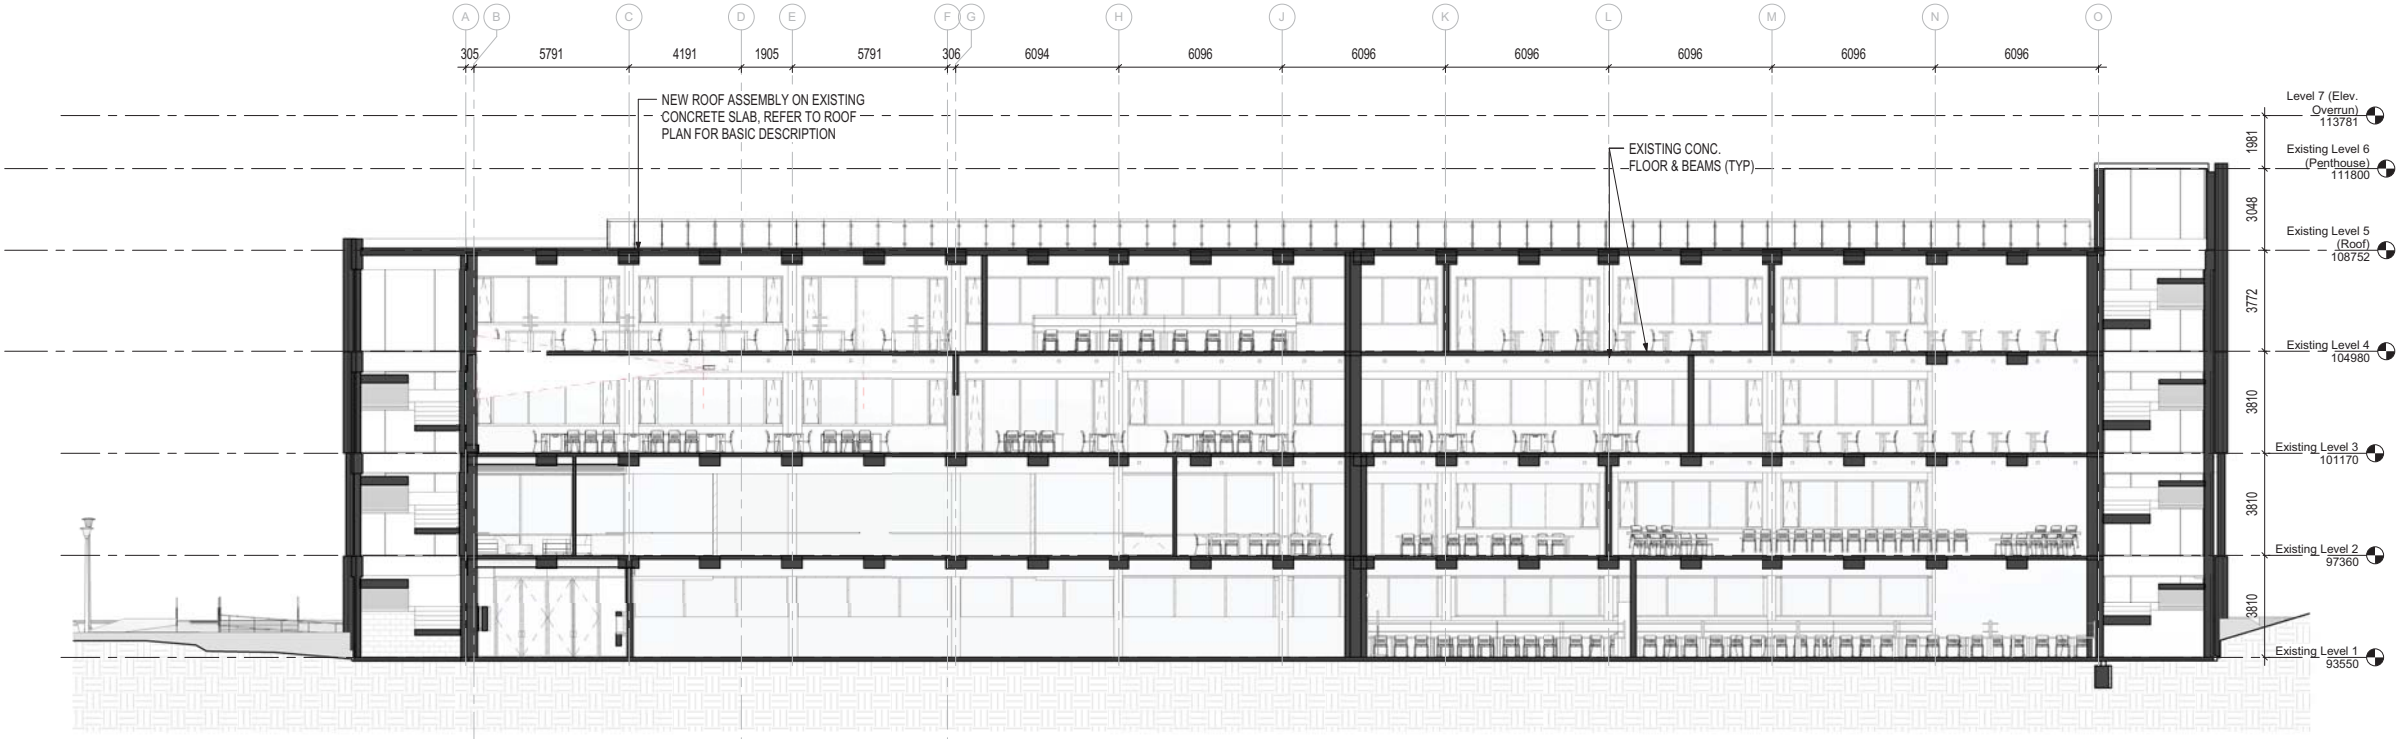 A B C D E F G H J K L M N O
305 5791 4191 1905 5791 306 6094 6096 6096 6096 6096 6096 6096
NEW ROOF ASSEMBLY ON EXISTING
CONCRETE SLAB, REFER TO ROOF
PLAN FOR BASIC DESCRIPTION
EXISTING CONC.
FLOOR & BEAMS (TYP)
Level 7 (Elev.
Overrun)
113781
1981
Existing Level 6
(Penthouse)
111800
3048
Existing Level 5
(Roof)
108752
3772
Existing Level 4
104980
3810
Existing Level 3
101170
3810
Existing Level 2
97360
3810
Existing Level 1
93550